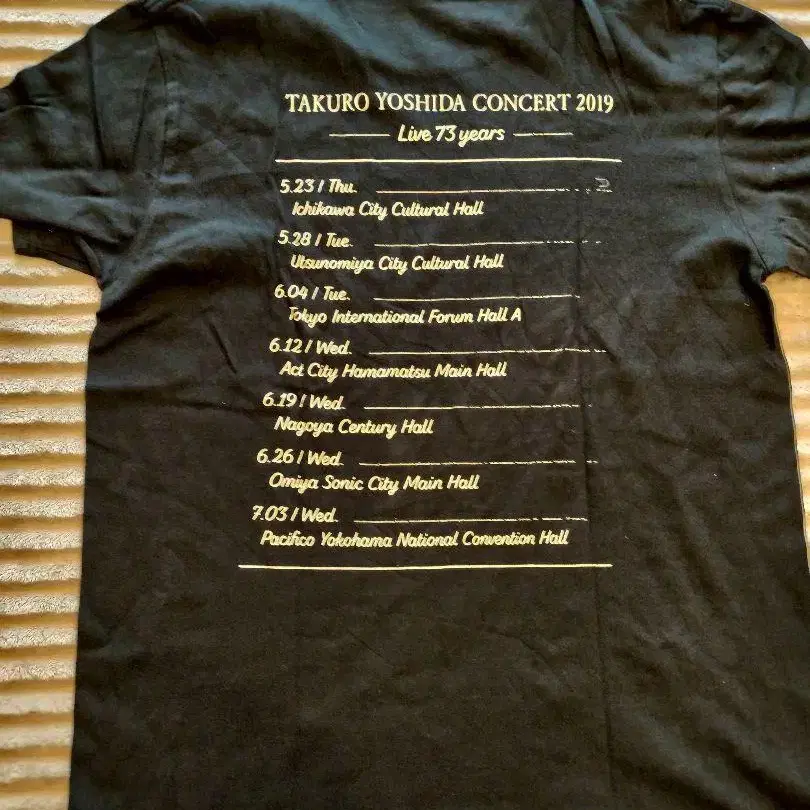 TAKURO YOSHIDA CONCERT 2019
Live 73 years
5.23 / Thu.
Ichikawa City Cultural Hall
5.28 / Tue.
Utsunomiya City Cultural Hall
6.04 / Tue.
Tokyo International Forum Hall A
6.12 / Wed.
Act City Hamamatsu Main Hall
6.19 / Wed.
Nagoya Century Hall
6.26 / Wed.
Omiya Sonic City Main Hall
7.03 / Wed.
Pacifico Yokohama National Convention Hall